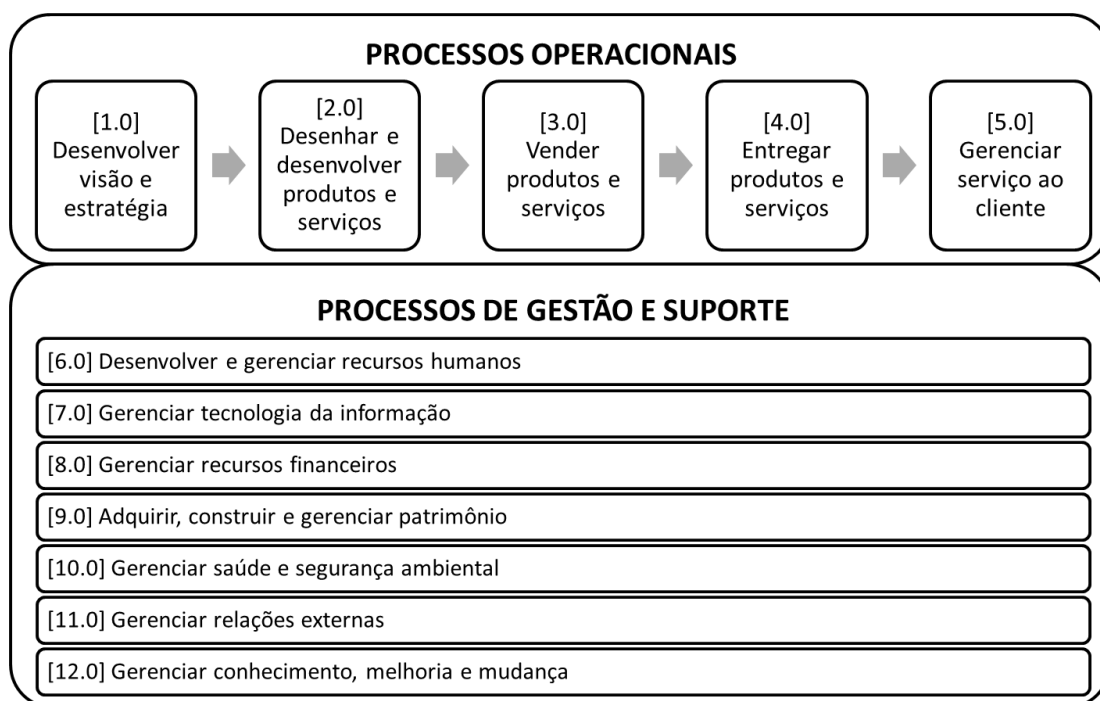 PROCESSOS OPERACIONAIS
[1.0]
Desenvolver
visão e
estratégia
[2.0]
Desenhar e
desenvolver
produtos e
serviços
[3.0]
Vender
produtos e
serviços
[4.0]
Entregar
produtos e
serviços
[5.0]
Gerenciar
serviço ao
cliente
PROCESSOS DE GESTÃO E SUPORTE
[6.0] Desenvolver e gerenciar recursos humanos
[7.0] Gerenciar tecnologia da informação
[8.0] Gerenciar recursos financeiros
[9.0] Adquirir, construir e gerenciar patrimônio
[10.0] Gerenciar saúde e segurança ambiental
[11.0] Gerenciar relações externas
[12.0] Gerenciar conhecimento, melhoria e mudança